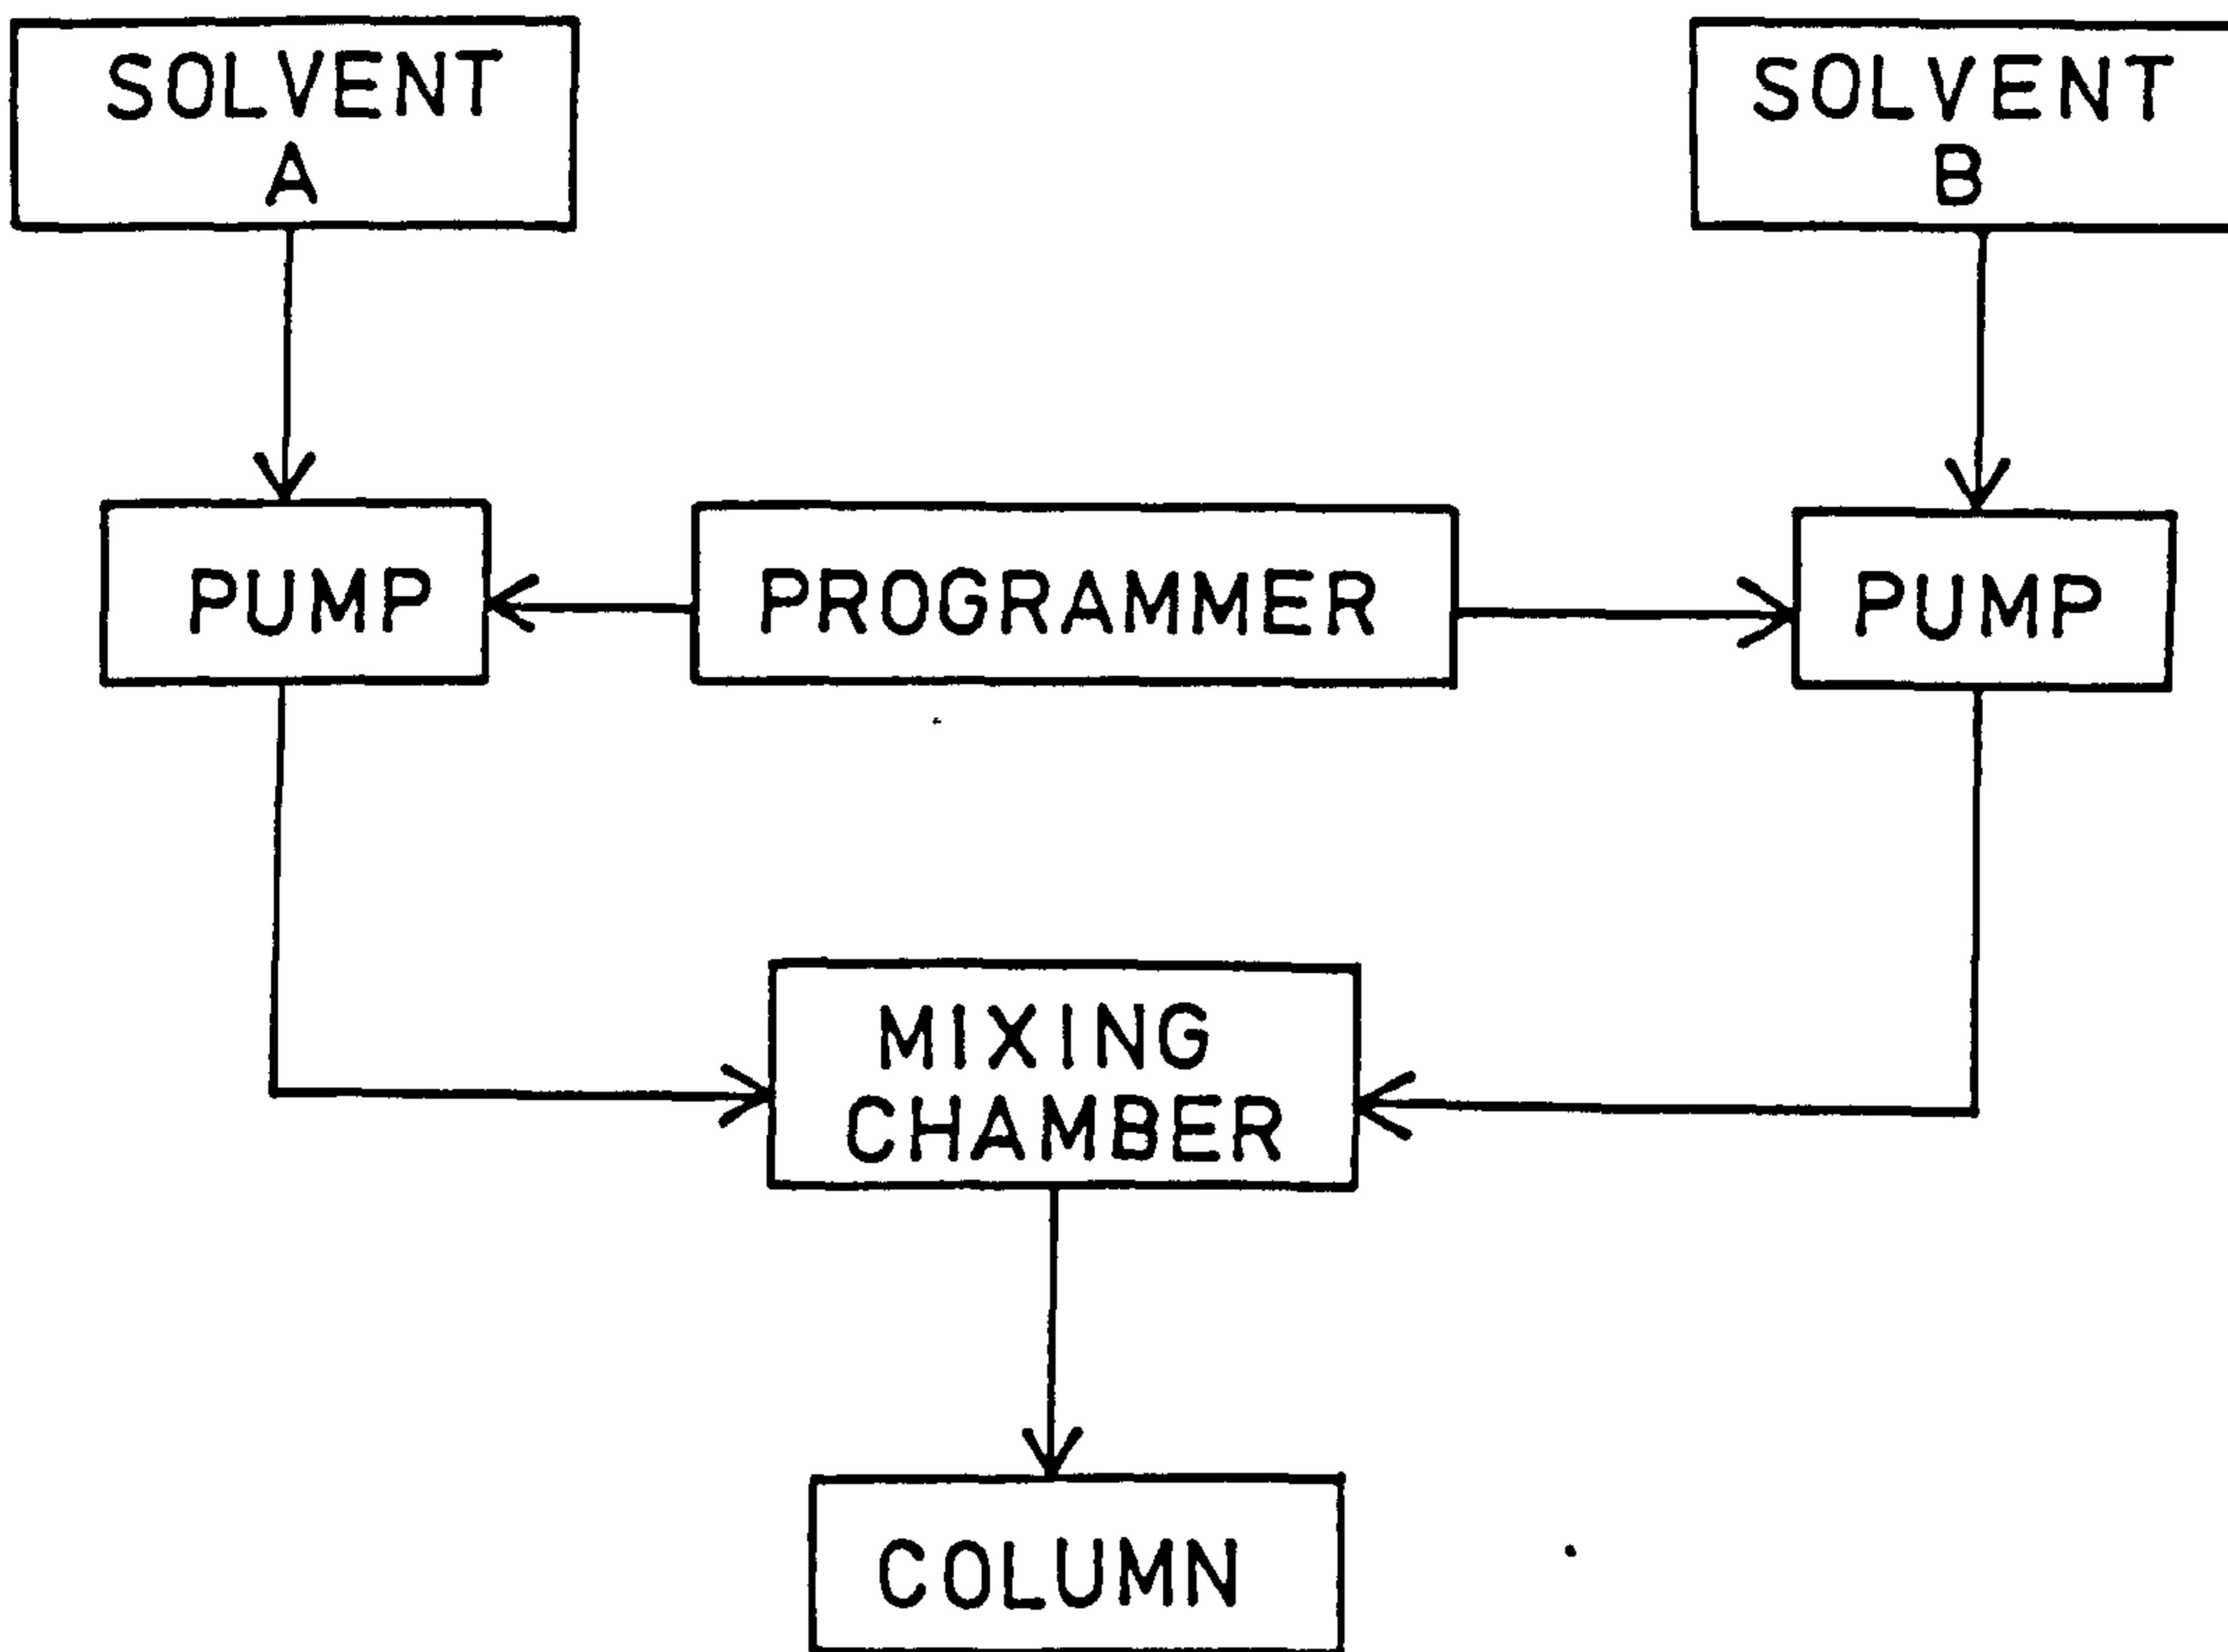 SOLVENT
A
SOLVENT
B
PUMP
PROGRAMMER
PUMP
MIXING
CHAMBER
COLUMN